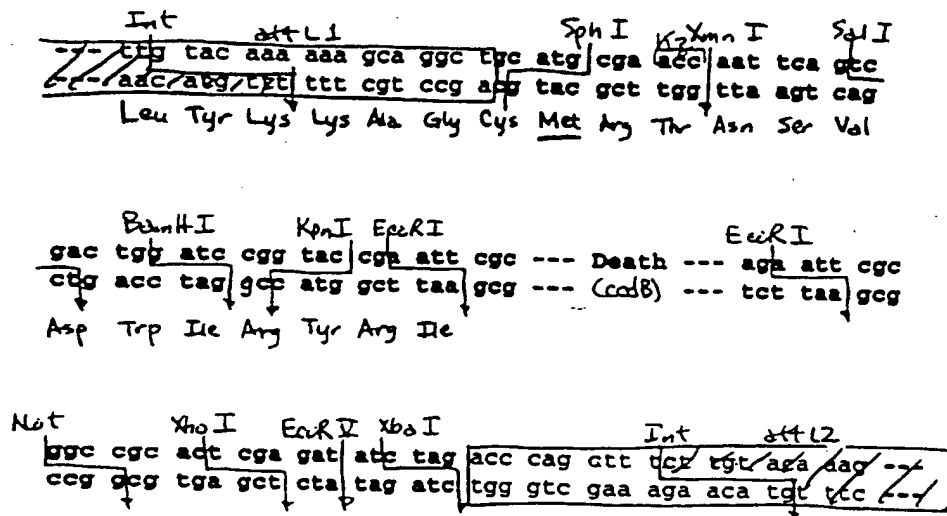 Int attL1 SphI Kz XmnI SalI
--- ttg tac aaa aaa gca ggc tgc atg cga acc aat tca gtc
--- aac atg ttt ttt cgt ccg acg tac gct tgg tta agt cag
Leu Tyr Lys Lys Ala Gly Cys Met Arg Thr Asn Ser Val
BamHI KpnI EcoRI EcoRI
gac tgg atc cgg tac cga att cgc --- Death --- aga att cgc
ctg acc tag gcc atg gct taa gcg --- (ccdB) --- tct taa gcg
Asp Trp Ile Arg Tyr Arg Ile
Not XhoI EcoRV XbaI Int attL2
ggc cgc act cga gat atc tag acc cag ctt tct tgt aca aag ---
ccg gcg tga gct cta tag atc tgg gtc gaa aga aca tgt ttc ---